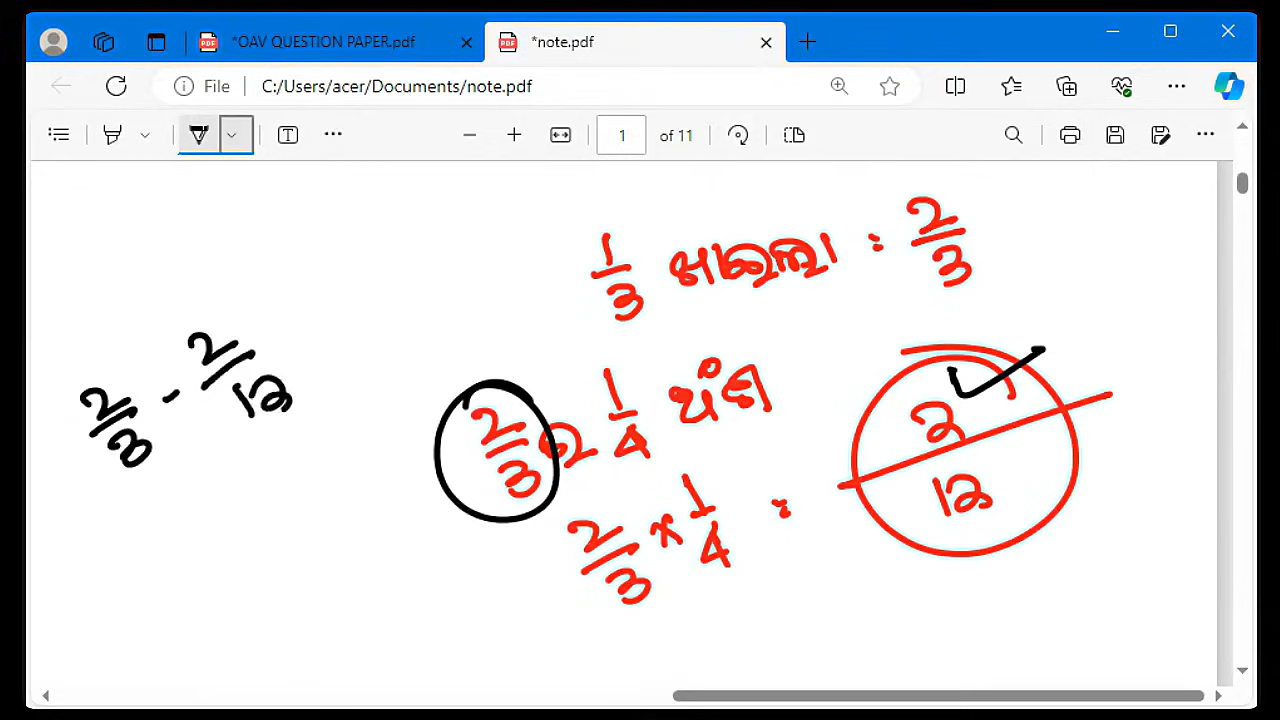 *OAV QUESTION PAPER.pdf
*note.pdf
File C:/Users/acer/Documents/note.pdf
1 of 11
1/3 ଖାଇଲା : 2/3
2/3 - 2/12
2/3 ର 1/4 ଅଂଶ
2/3 × 1/4 = 2/12